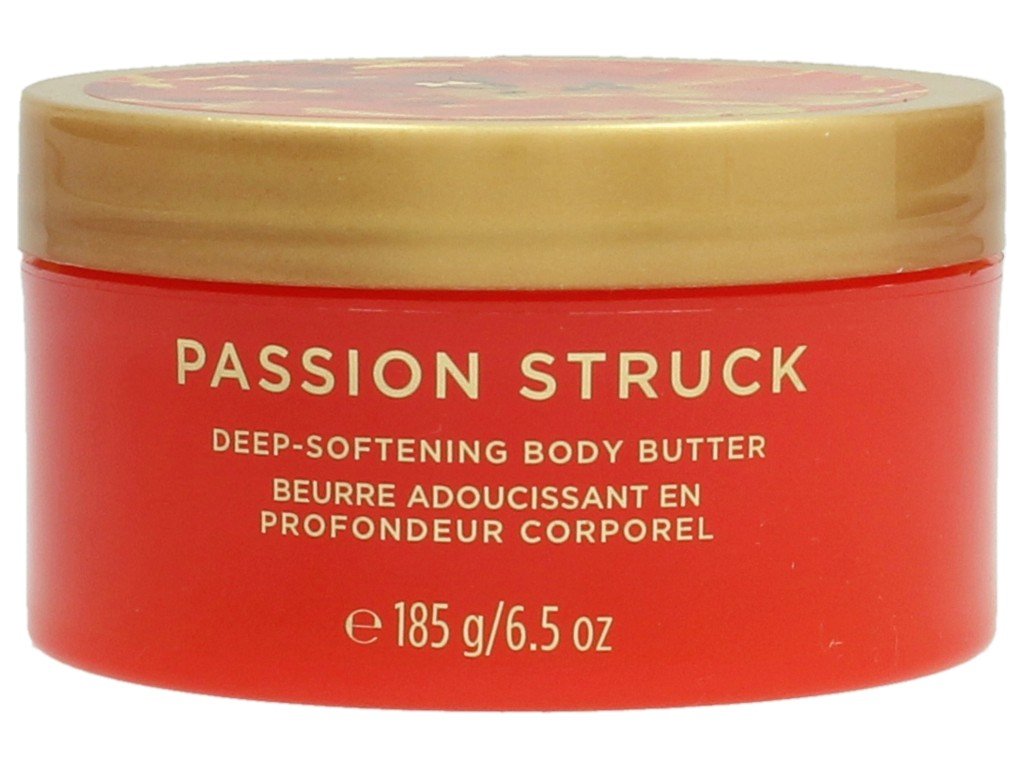 PASSION STRUCK
DEEP-SOFTENING BODY BUTTER
BEURRE ADOUCISSANT EN
PROFONDEUR CORPOREL
℮ 185 g/6.5 oz